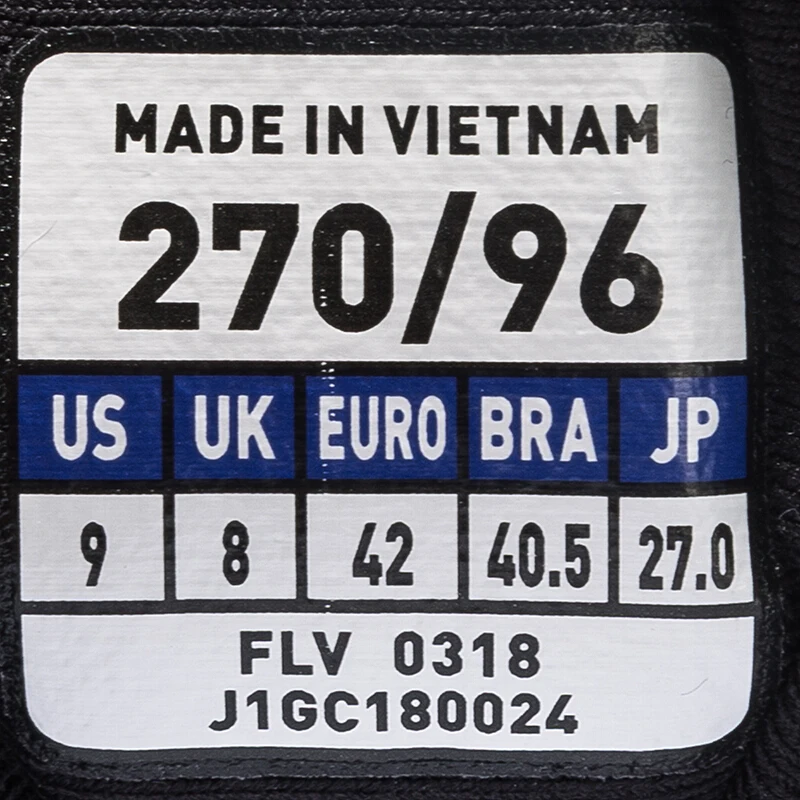 MADE IN VIETNAM
270/96
US UK EURO BRA JP
9 8 42 40.5 27.0
FLV 0318
J1GC180024